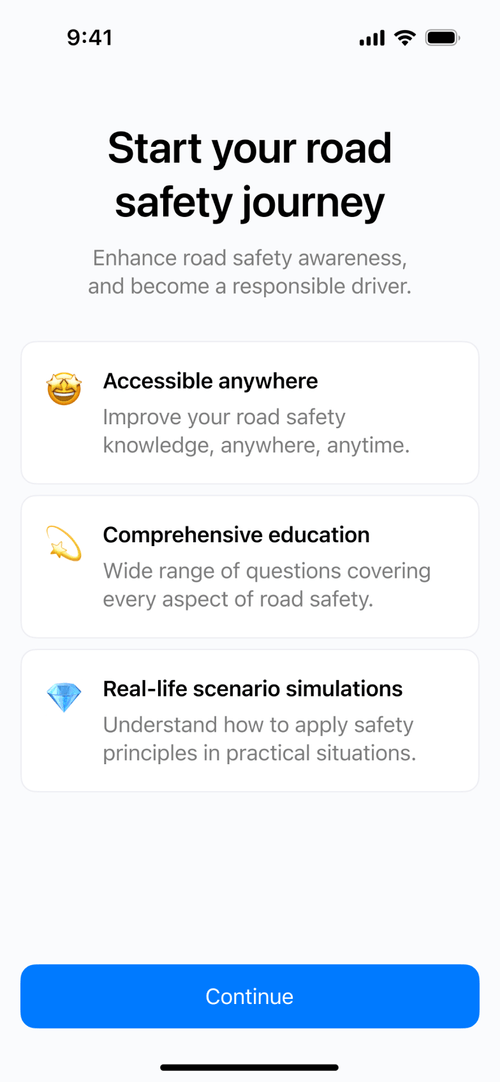 9:41
Start your road
safety journey
Enhance road safety awareness,
and become a responsible driver.
Accessible anywhere
Improve your road safety
knowledge, anywhere, anytime.
Comprehensive education
Wide range of questions covering
every aspect of road safety.
Real-life scenario simulations
Understand how to apply safety
principles in practical situations.
Continue